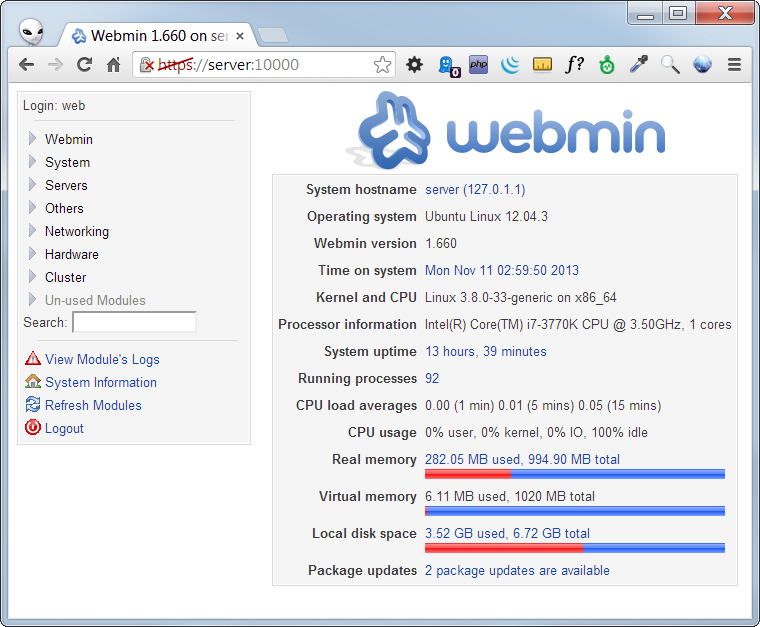 Webmin 1.660 on ser
https://server:10000
0
php
f?
Login: web
Webmin
System
Servers
Others
Networking
Hardware
Cluster
Un-used Modules
Search:
View Module's Logs
System Information
Refresh Modules
Logout
webmin
System hostname server (127.0.1.1)
Operating system Ubuntu Linux 12.04.3
Webmin version 1.660
Time on system Mon Nov 11 02:59:50 2013
Kernel and CPU Linux 3.8.0-33-generic on x86_64
Processor information Intel(R) Core(TM) i7-3770K CPU @ 3.50GHz, 1 cores
System uptime 13 hours, 39 minutes
Running processes 92
CPU load averages 0.00 (1 min) 0.01 (5 mins) 0.05 (15 mins)
CPU usage 0% user, 0% kernel, 0% IO, 100% idle
Real memory 282.05 MB used, 994.90 MB total
Virtual memory 6.11 MB used, 1020 MB total
Local disk space 3.52 GB used, 6.72 GB total
Package updates 2 package updates are available